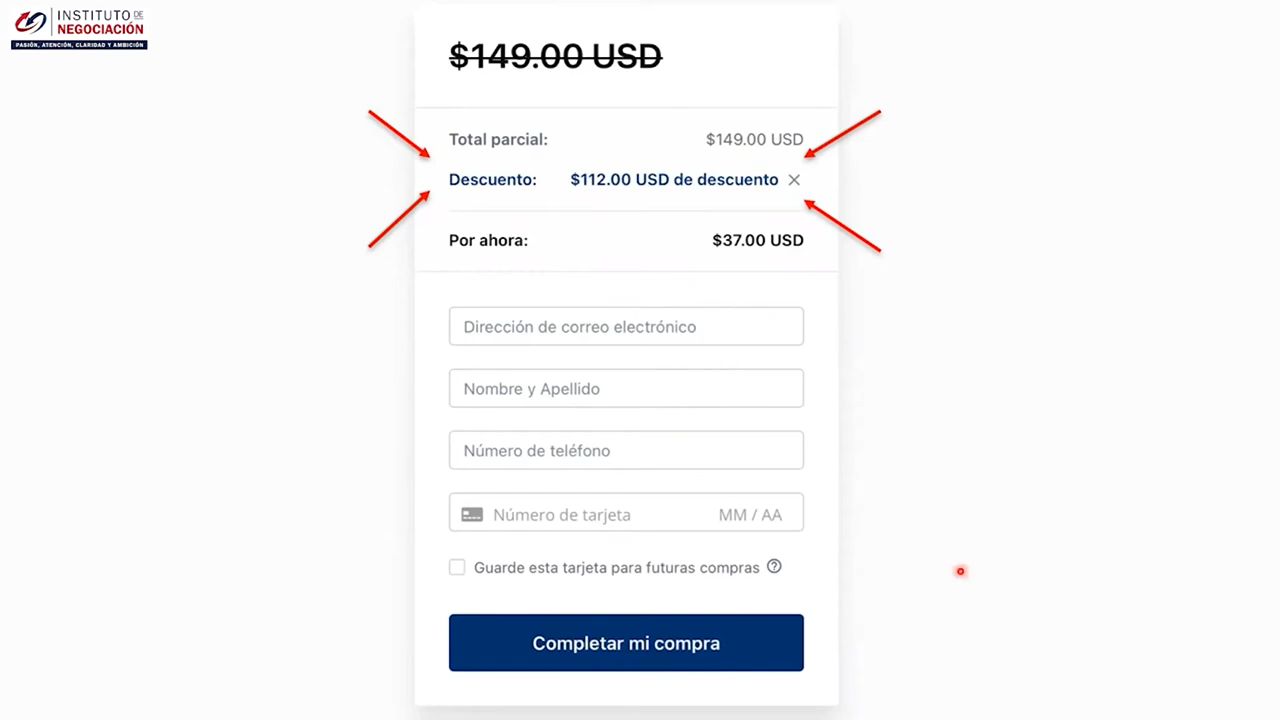 INSTITUTO DE
NEGOCIACIÓN
PASIÓN, ATENCIÓN, CLARIDAD Y AMBICIÓN
$149.00 USD
Total parcial: $149.00 USD
Descuento: $112.00 USD de descuento ×
Por ahora: $37.00 USD
Dirección de correo electrónico
Nombre y Apellido
Número de teléfono
Número de tarjeta MM / AA
Guarde esta tarjeta para futuras compras ?
Completar mi compra